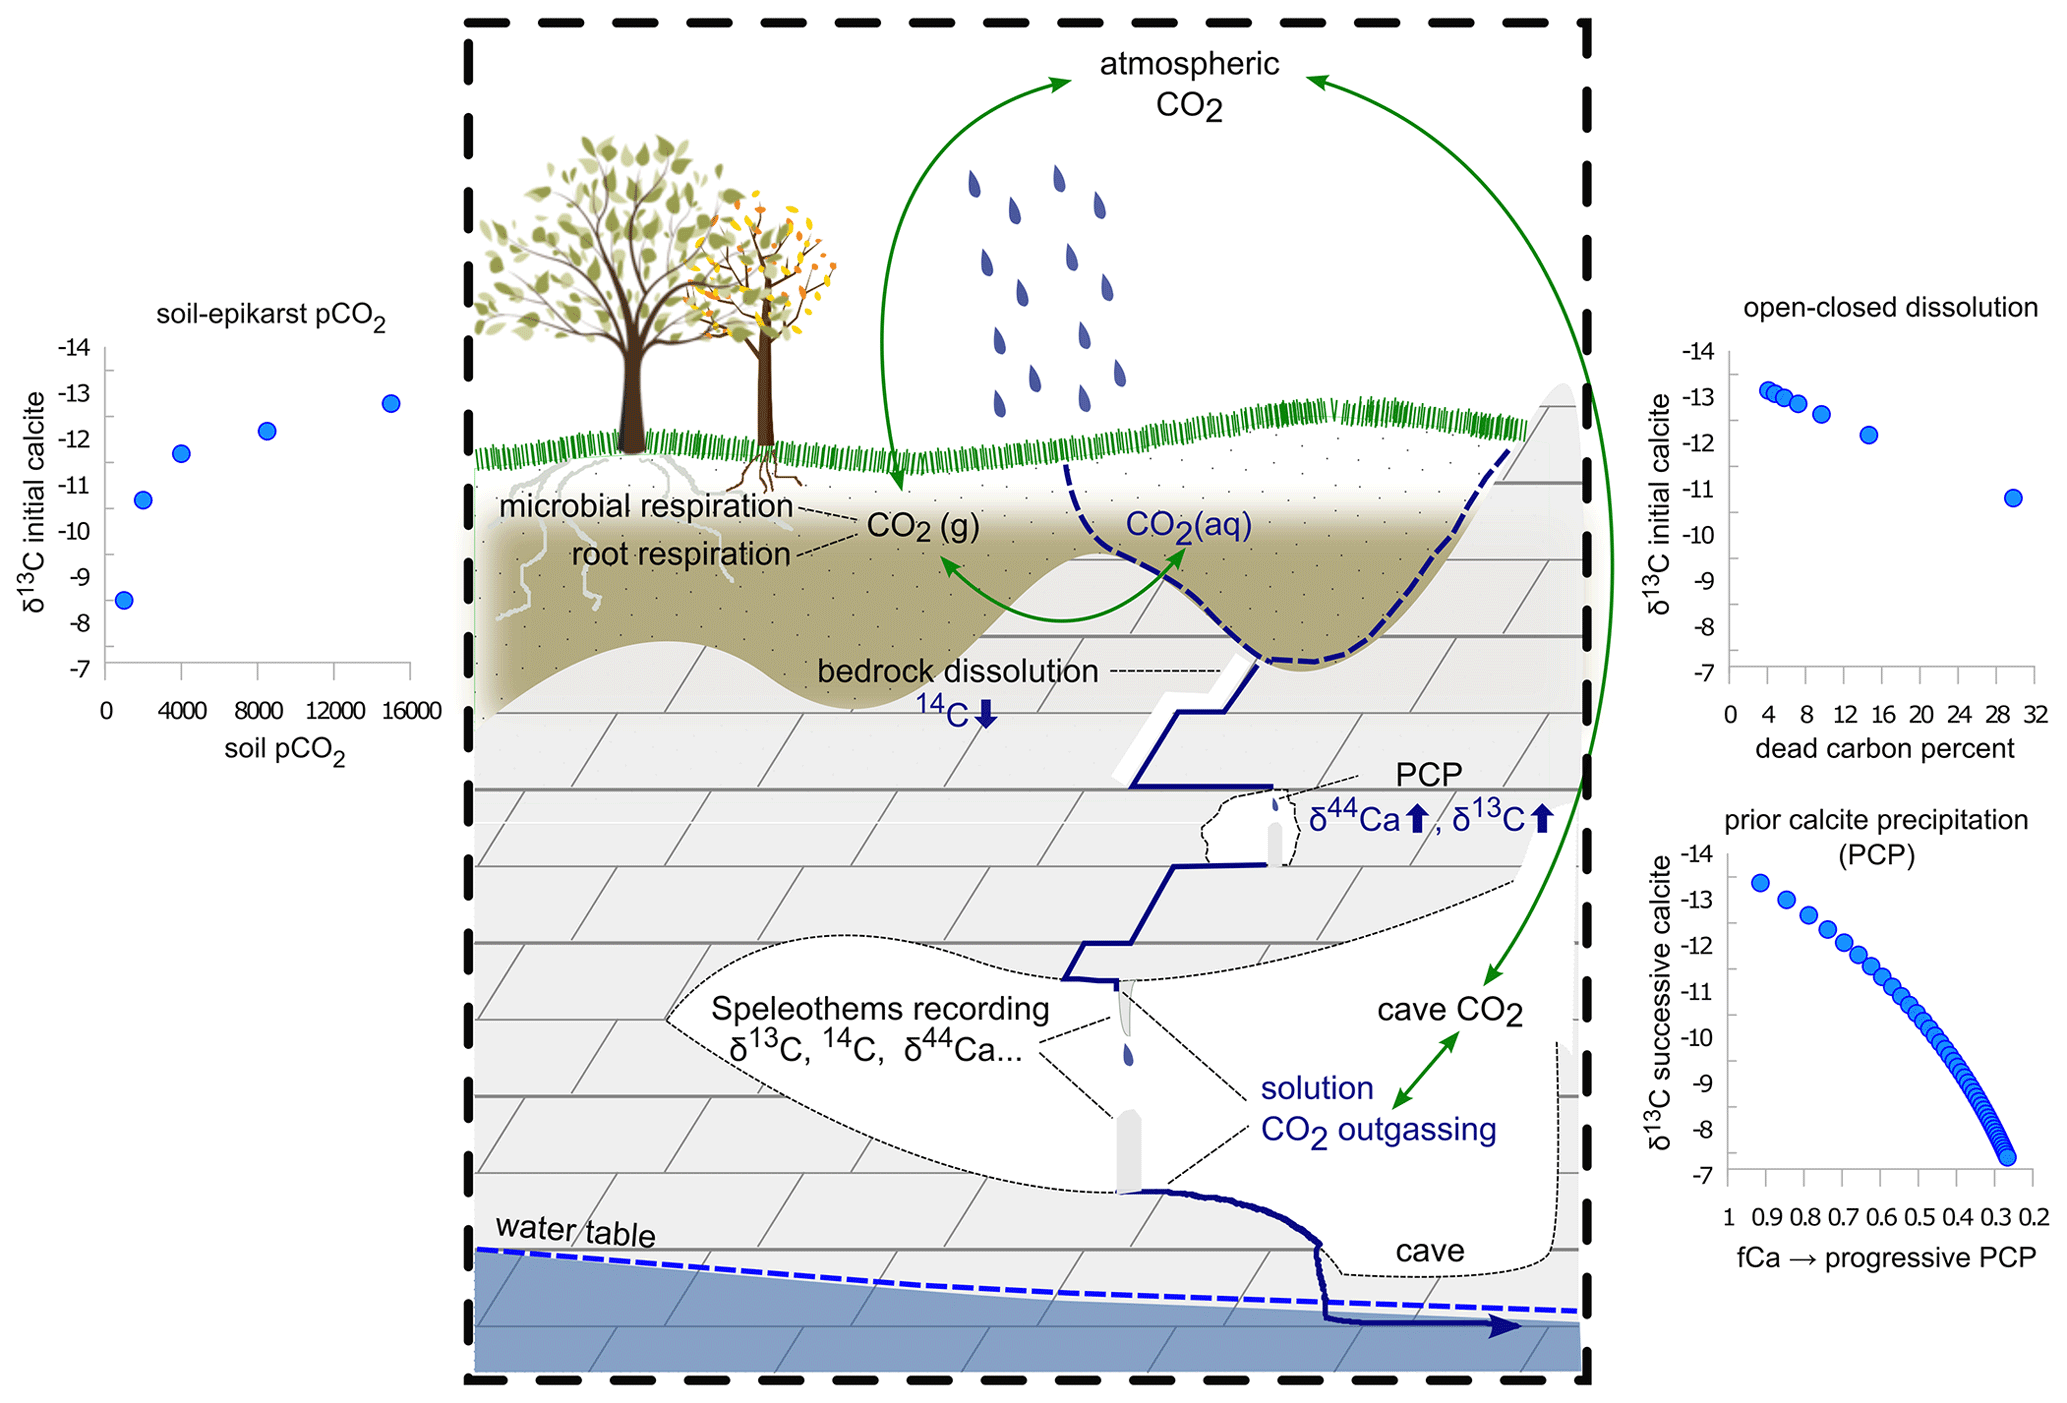 soil-epikarst pCO2
δ13C initial calcite
-14
-13
-12
-11
-10
-9
-8
-7
0 4000 8000 12000 16000
soil pCO2
atmospheric
CO2
microbial respiration
root respiration
CO2 (g)
CO2(aq)
bedrock dissolution
14C
PCP
δ44Ca , δ13C
Speleothems recording
δ13C, 14C, δ44Ca...
cave CO2
solution
CO2 outgassing
water table
cave
open-closed dissolution
δ13C initial calcite
-14
-13
-12
-11
-10
-9
-8
-7
0 4 8 12 16 20 24 28 32
dead carbon percent
prior calcite precipitation
(PCP)
δ13C successive calcite
-14
-13
-12
-11
-10
-9
-8
-7
1 0.9 0.8 0.7 0.6 0.5 0.4 0.3 0.2
fCa → progressive PCP